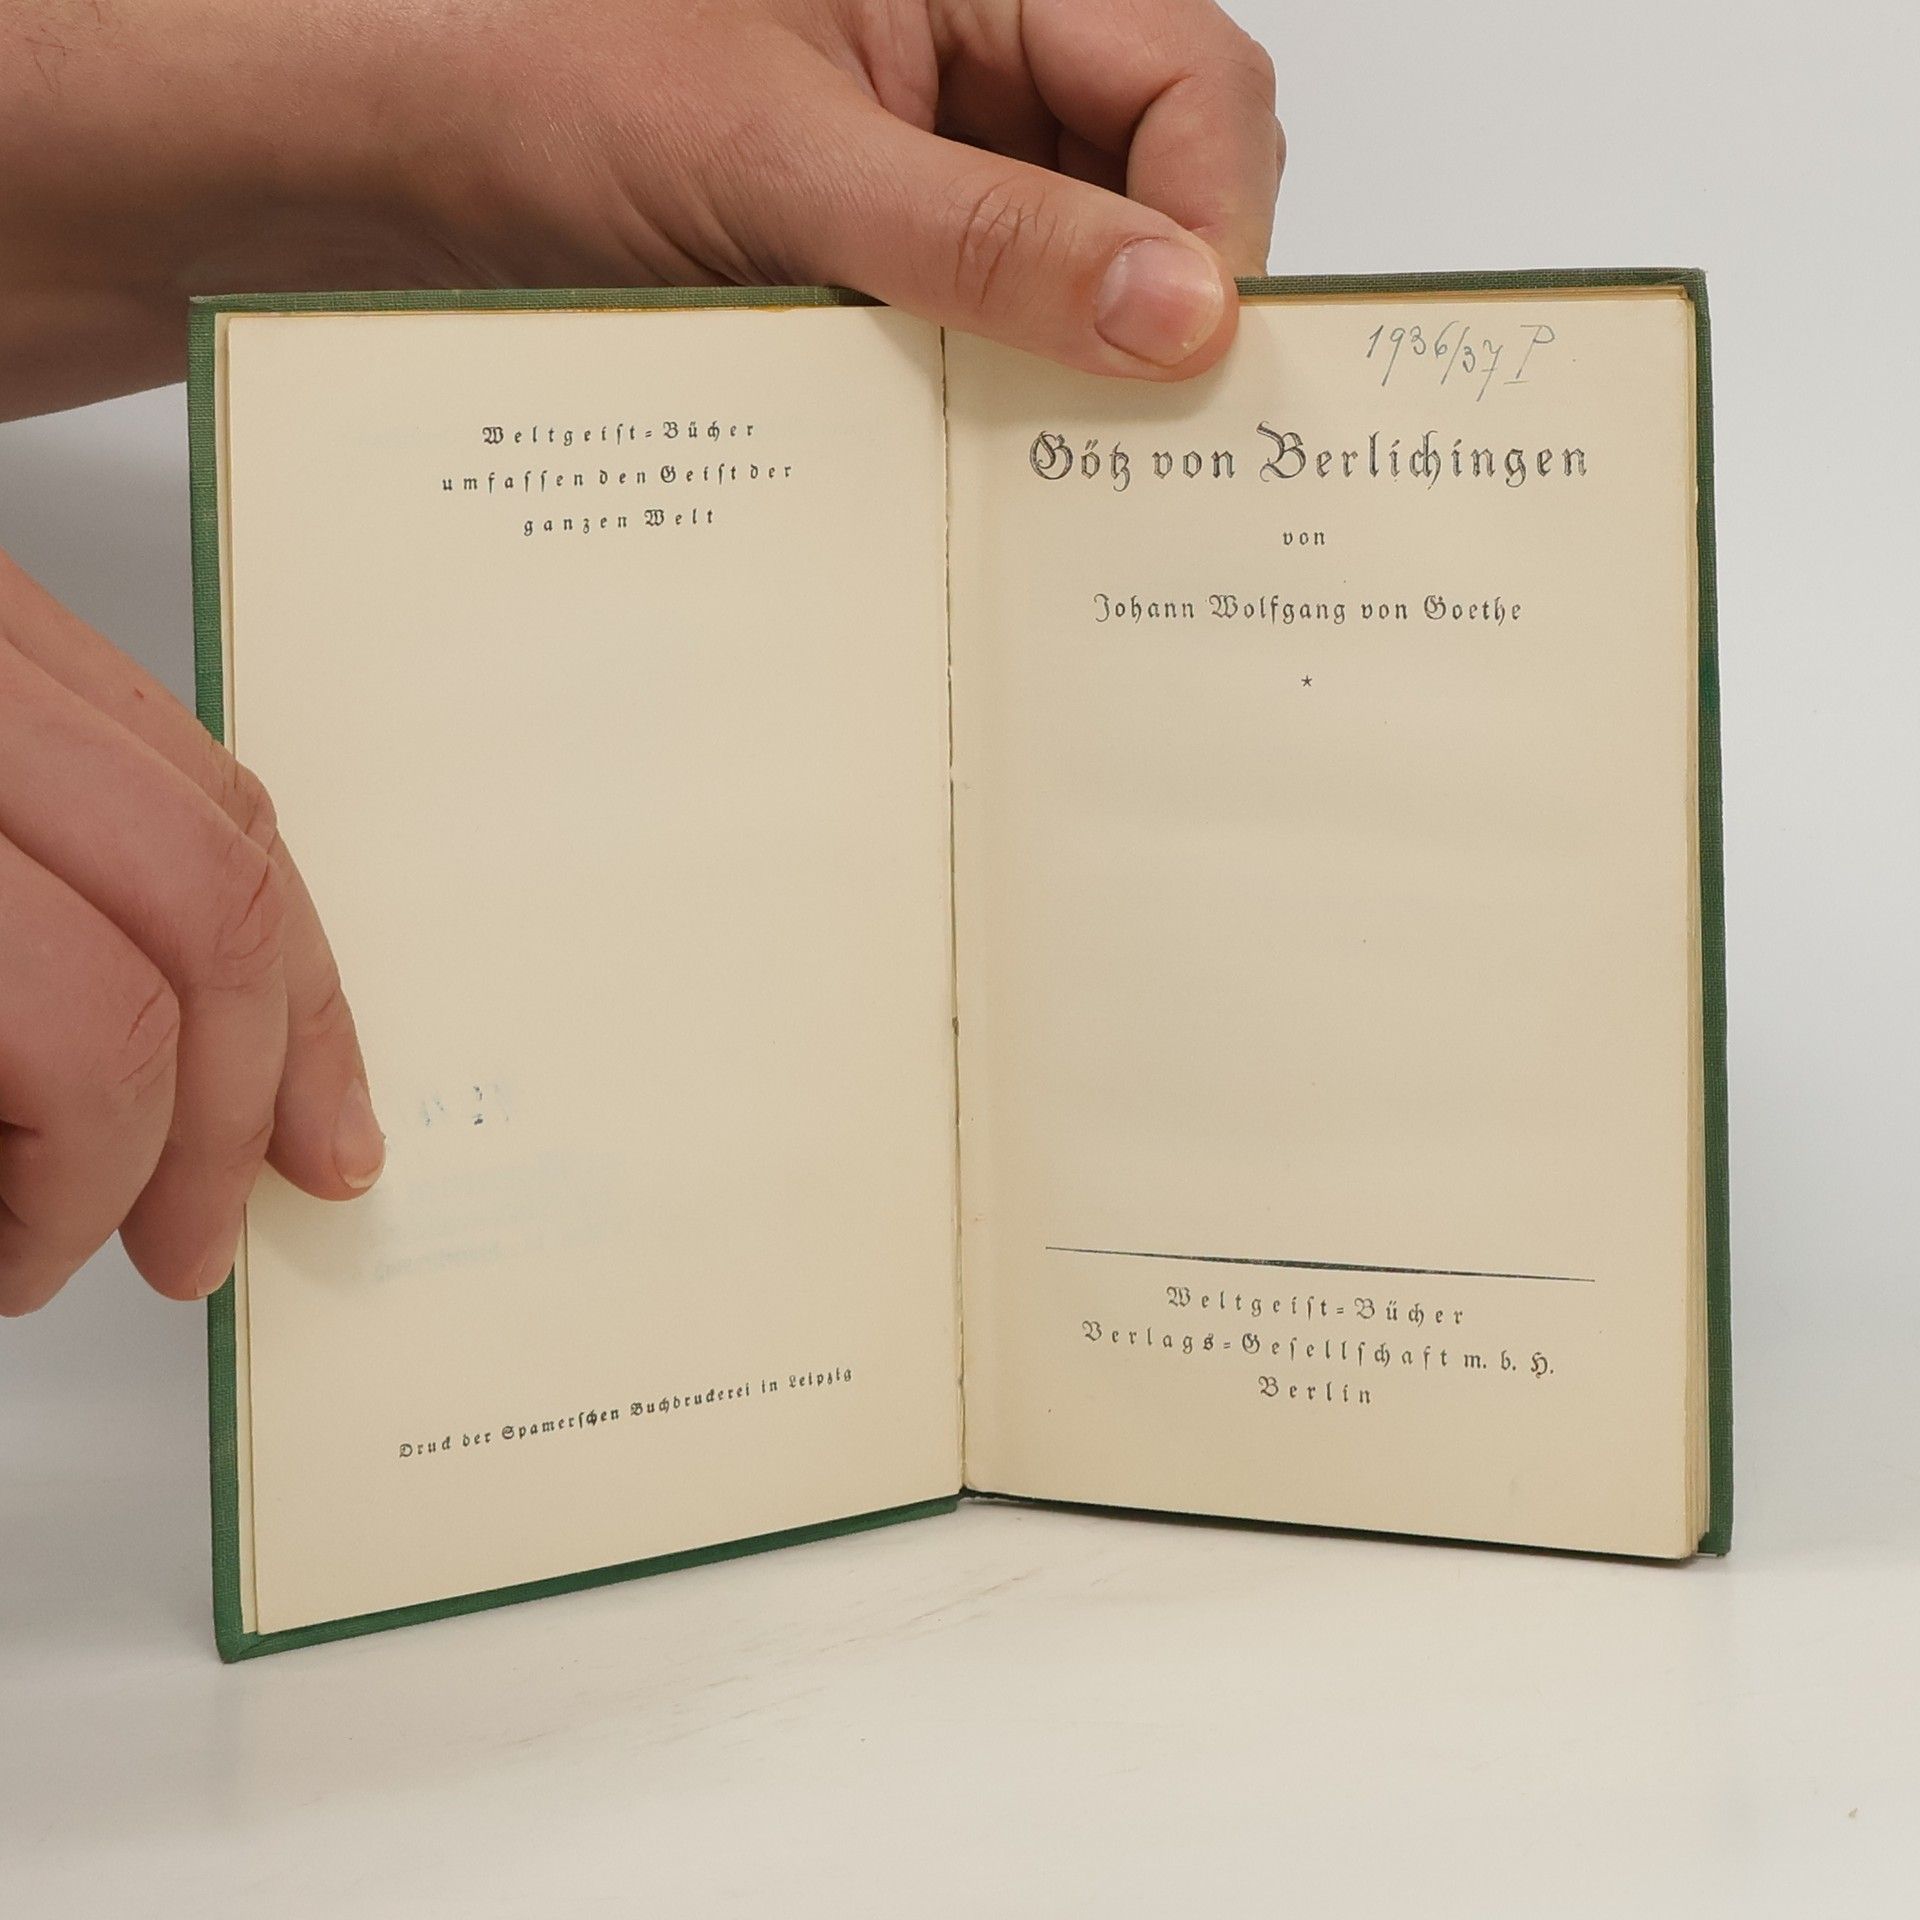 Weltgeiſt-Bücher
umfaſſen den Geiſt der
ganzen Welt
Druck der Spamerſchen Buchdruckerei in Leipzig
1936/37 P
Götz von Berlichingen
von
Johann Wolfgang von Goethe
*
Weltgeiſt-Bücher
Verlags-Geſellſchaft m. b. H.
Berlin